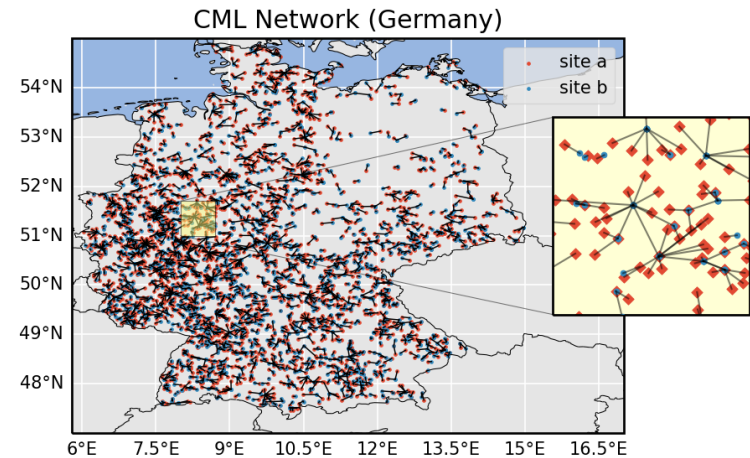 CML Network (Germany)
site a
site b
54°N
53°N
52°N
51°N
50°N
49°N
48°N
6°E 7.5°E 9°E 10.5°E 12°E 13.5°E 15°E 16.5°E